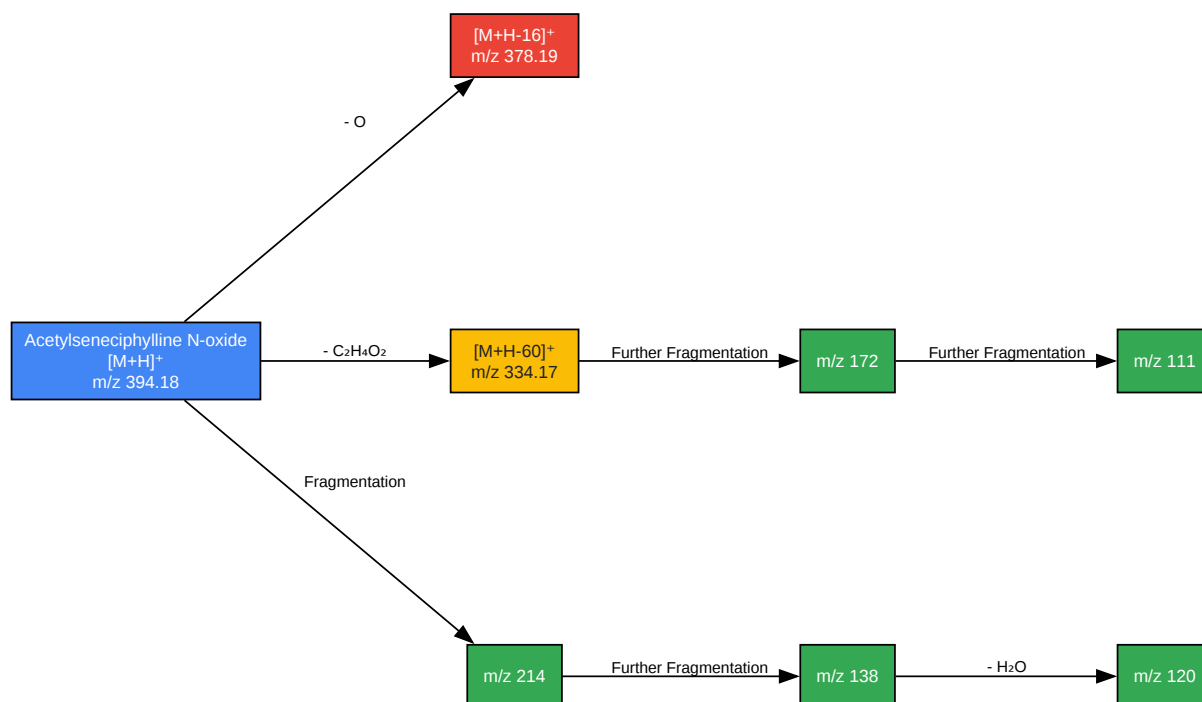 [M+H-16]⁺
m/z 378.19
- O
Acetylseneciphylline N-oxide
[M+H]⁺
m/z 394.18
- C₂H₄O₂
[M+H-60]⁺
m/z 334.17
Further Fragmentation
m/z 172
Further Fragmentation
m/z 111
Fragmentation
m/z 214
Further Fragmentation
m/z 138
- H₂O
m/z 120